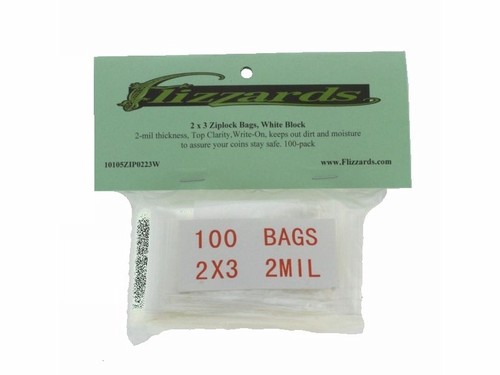 Flizzards
2 x 3 Ziplock Bags, White Block
2-mil thickness, Top Clarity,Write-On, keeps out dirt and moisture
to assure your coins stay safe. 100-pack
10105ZIP0223W
www.Flizzards.com
100 BAGS
2X3 2MIL